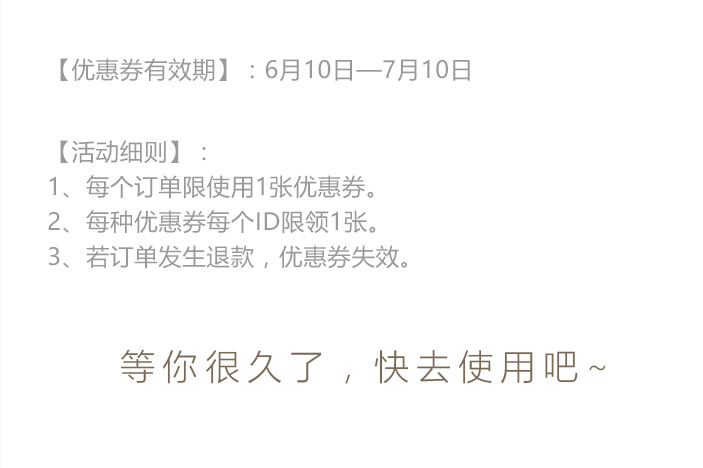 【优惠券有效期】：6月10日—7月10日
【活动细则】：
1、每个订单限使用1张优惠券。
2、每种优惠券每个ID限领1张。
3、若订单发生退款，优惠券失效。
等你很久了，快去使用吧~